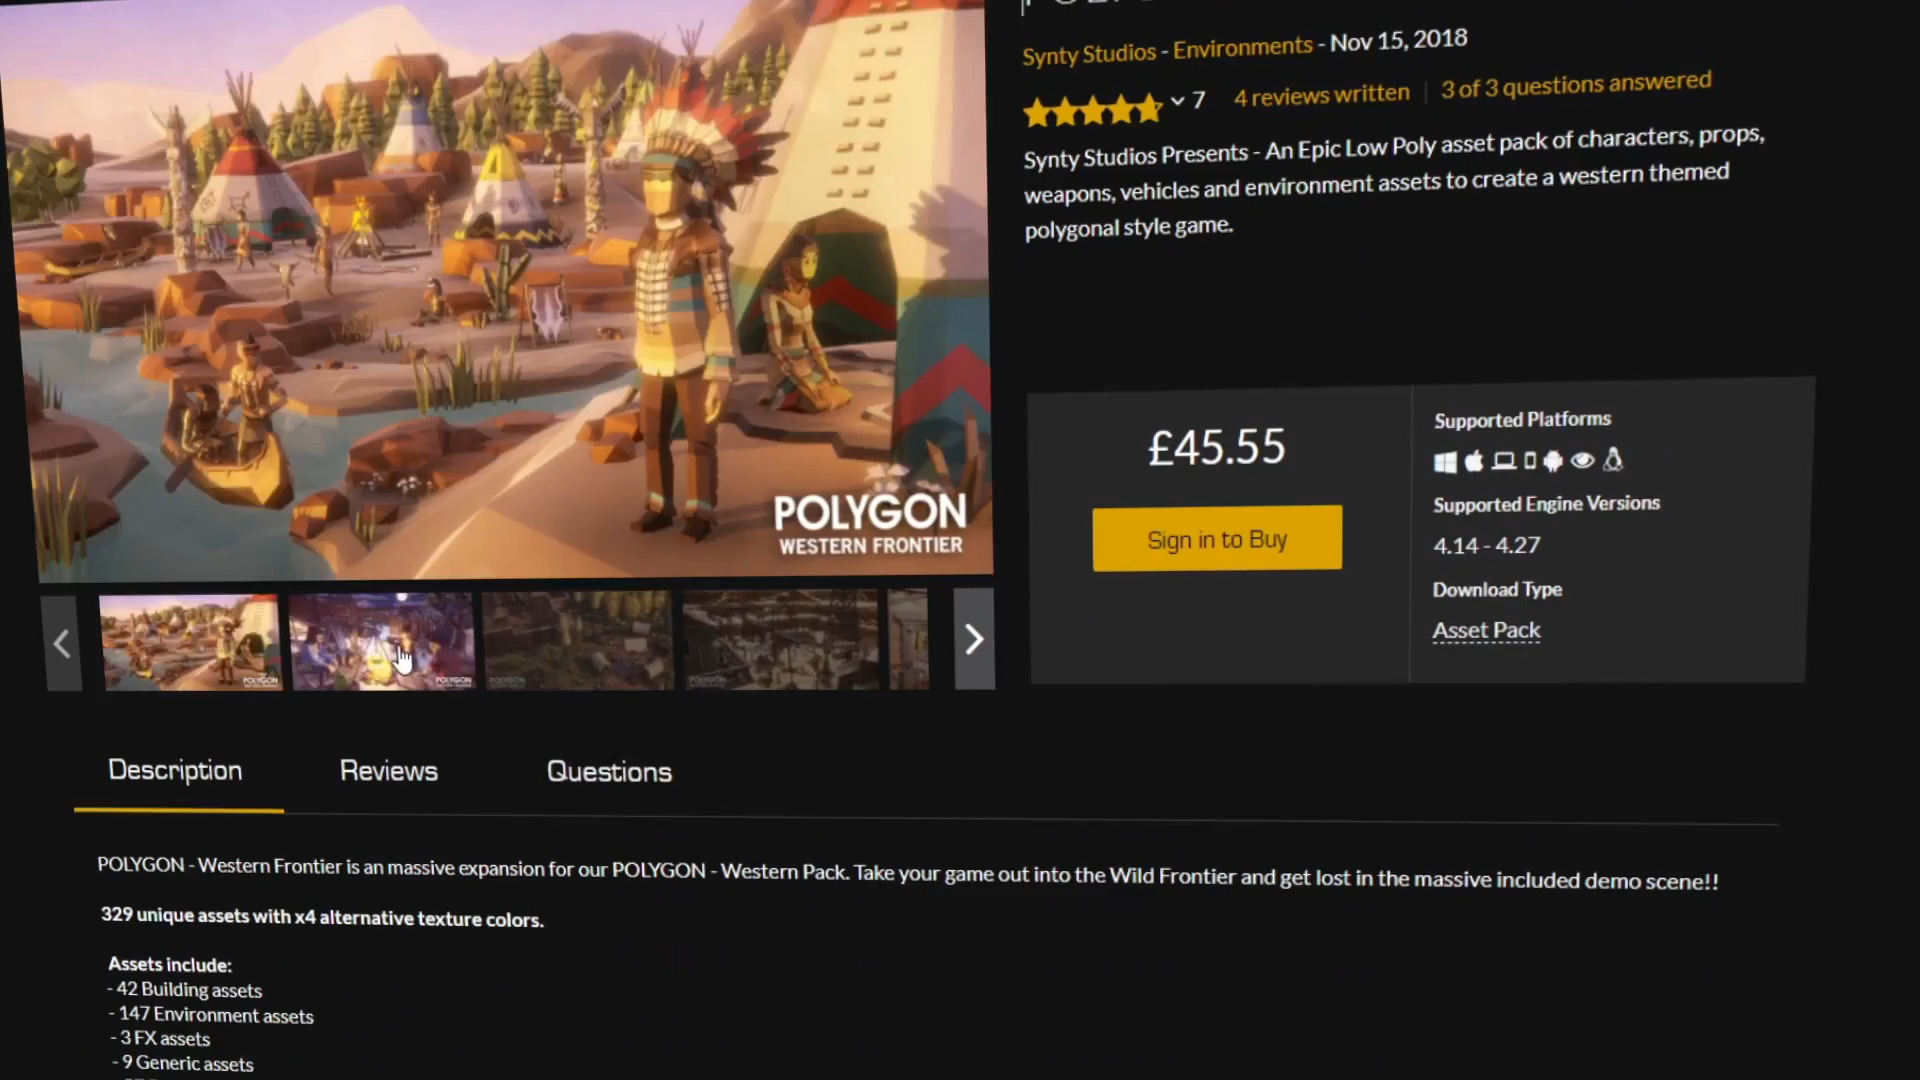 Synty Studios - Environments - Nov 15, 2018
7 4 reviews written 3 of 3 questions answered
Synty Studios Presents - An Epic Low Poly asset pack of characters, props,
weapons, vehicles and environment assets to create a western themed
polygonal style game.
POLYGON
WESTERN FRONTIER
£45.55
Sign in to Buy
Supported Platforms
Supported Engine Versions
4.14 - 4.27
Download Type
Asset Pack
POLYGON
POLYGON
POLYGON
POLYGON
Description
Reviews
Questions
POLYGON - Western Frontier is an massive expansion for our POLYGON - Western Pack. Take your game out into the Wild Frontier and get lost in the massive included demo scene!!
329 unique assets with x4 alternative texture colors.
Assets include:
- 42 Building assets
- 147 Environment assets
- 3 FX assets
- 9 Generic assets